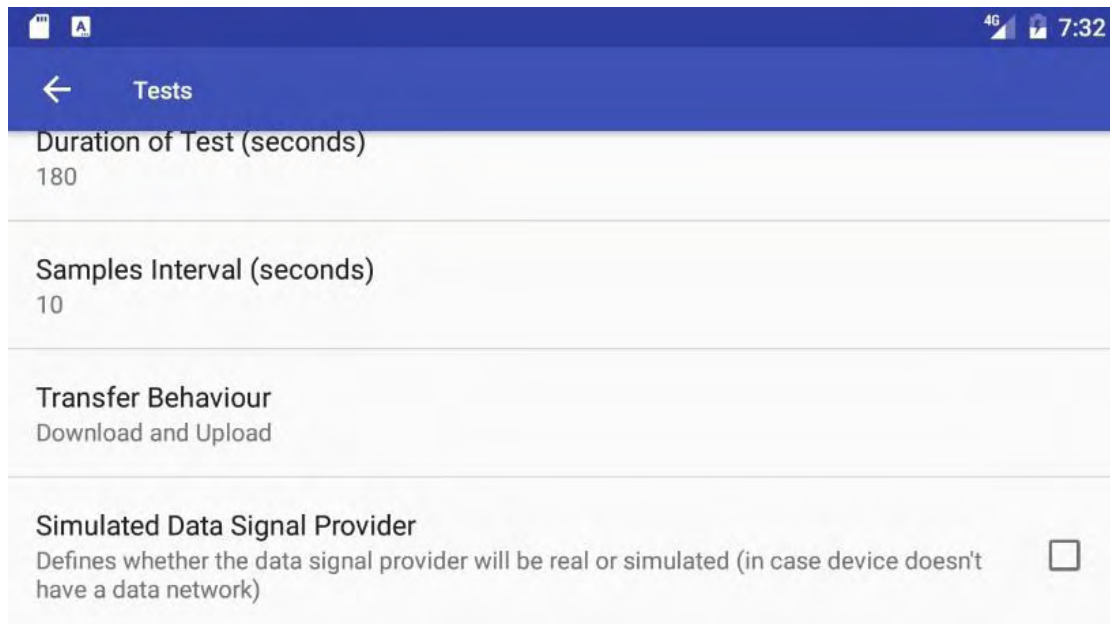 4G 7:32
Tests
Duration of Test (seconds)
180
Samples Interval (seconds)
10
Transfer Behaviour
Download and Upload
Simulated Data Signal Provider
Defines whether the data signal provider will be real or simulated (in case device doesn't
have a data network)